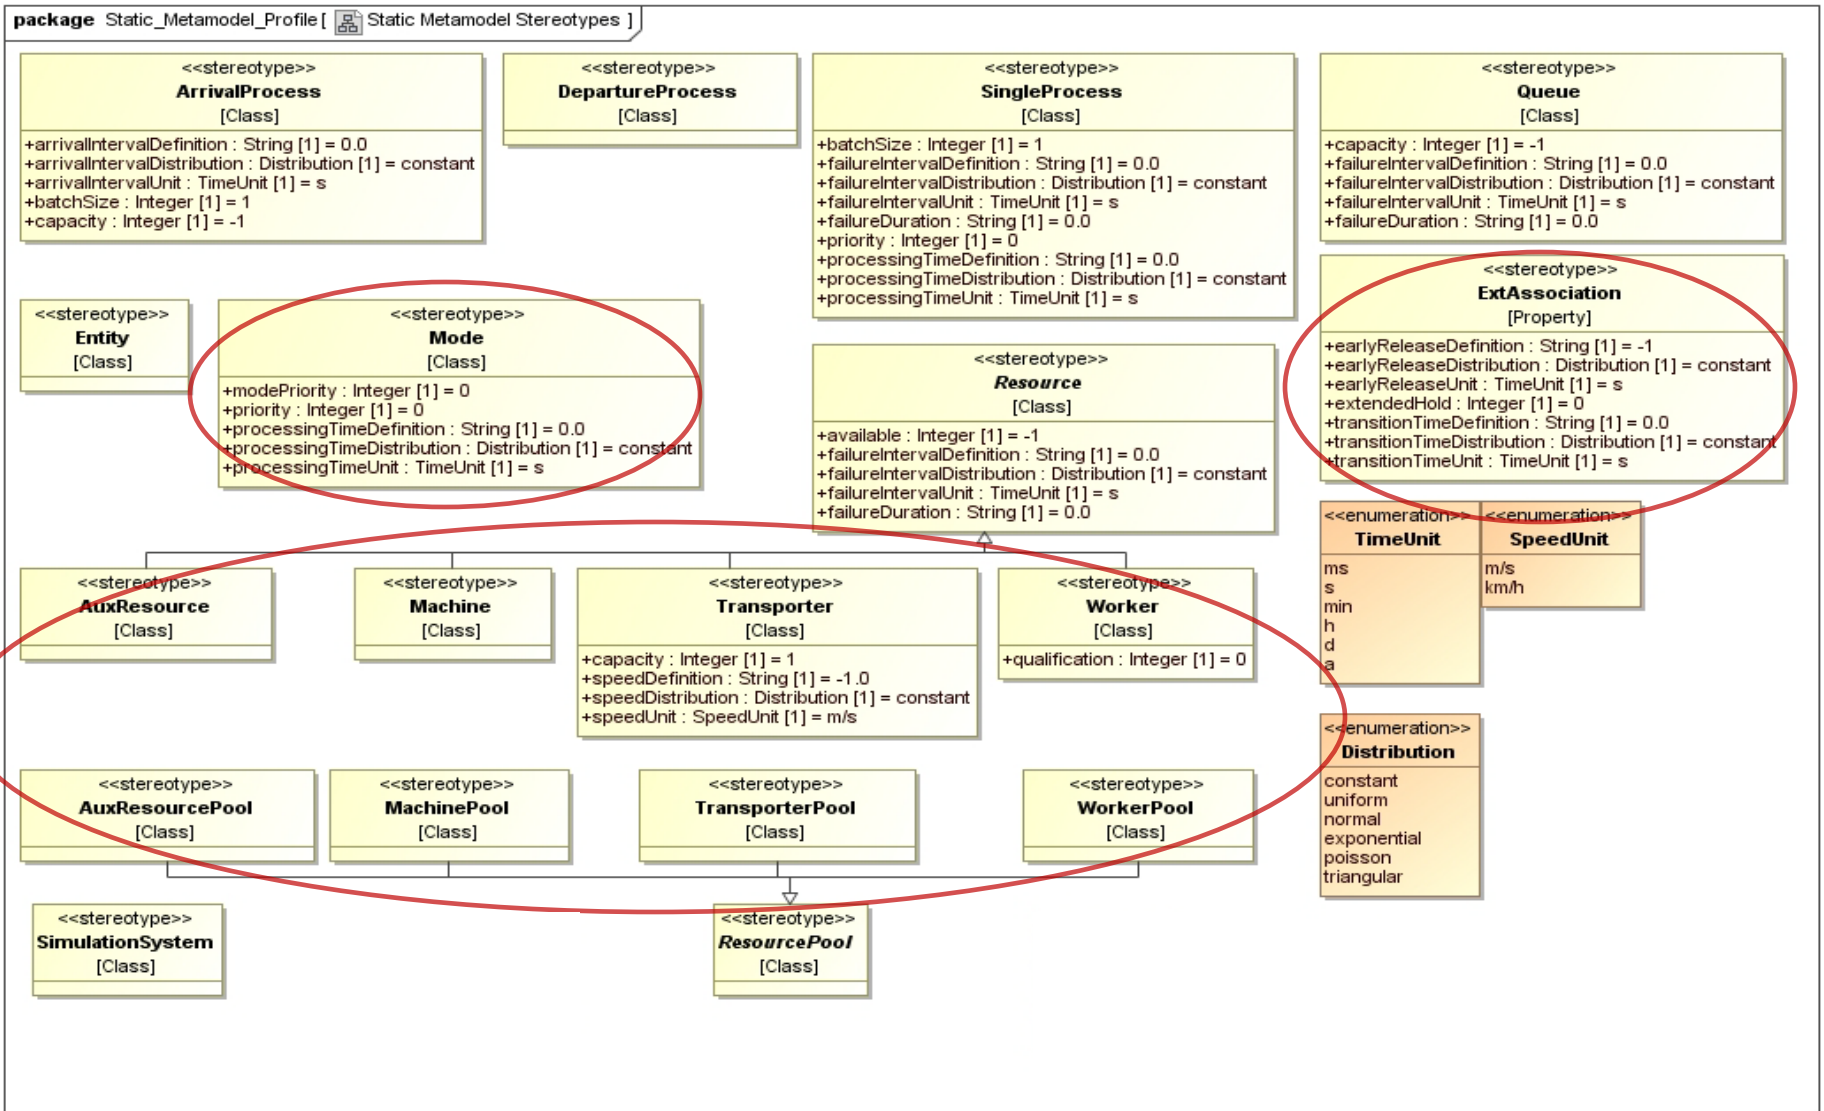 package Static_Metamodel_Profile [ Static Metamodel Stereotypes ]
<<stereotype>>
ArrivalProcess
[Class]
+arrivalIntervalDefinition : String [1] = 0.0
+arrivalIntervalDistribution : Distribution [1] = constant
+arrivalIntervalUnit : TimeUnit [1] = s
+batchSize : Integer [1] = 1
+capacity : Integer [1] = -1
<<stereotype>>
DepartureProcess
[Class]
<<stereotype>>
SingleProcess
[Class]
+batchSize : Integer [1] = 1
+failureIntervalDefinition : String [1] = 0.0
+failureIntervalDistribution : Distribution [1] = constant
+failureIntervalUnit : TimeUnit [1] = s
+failureDuration : String [1] = 0.0
+priority : Integer [1] = 0
+processingTimeDefinition : String [1] = 0.0
+processingTimeDistribution : Distribution [1] = constant
+processingTimeUnit : TimeUnit [1] = s
<<stereotype>>
Queue
[Class]
+capacity : Integer [1] = -1
+failureIntervalDefinition : String [1] = 0.0
+failureIntervalDistribution : Distribution [1] = constant
+failureIntervalUnit : TimeUnit [1] = s
+failureDuration : String [1] = 0.0
<<stereotype>>
Entity
[Class]
<<stereotype>>
Mode
[Class]
+modePriority : Integer [1] = 0
+priority : Integer [1] = 0
+processingTimeDefinition : String [1] = 0.0
+processingTimeDistribution : Distribution [1] = constant
+processingTimeUnit : TimeUnit [1] = s
<<stereotype>>
Resource
[Class]
+available : Integer [1] = -1
+failureIntervalDefinition : String [1] = 0.0
+failureIntervalDistribution : Distribution [1] = constant
+failureIntervalUnit : TimeUnit [1] = s
+failureDuration : String [1] = 0.0
<<stereotype>>
ExtAssociation
[Property]
+earlyReleaseDefinition : String [1] = -1
+earlyReleaseDistribution : Distribution [1] = constant
+earlyReleaseUnit : TimeUnit [1] = s
+extendedHold : Integer [1] = 0
+transitionTimeDefinition : String [1] = 0.0
+transitionTimeDistribution : Distribution [1] = constant
+transitionTimeUnit : TimeUnit [1] = s
<<enumeration>>
TimeUnit
ms
s
min
h
d
a
<<enumeration>>
SpeedUnit
m/s
km/h
<<stereotype>>
AuxResource
[Class]
<<stereotype>>
Machine
[Class]
<<stereotype>>
Transporter
[Class]
+capacity : Integer [1] = 1
+speedDefinition : String [1] = -1.0
+speedDistribution : Distribution [1] = constant
+speedUnit : SpeedUnit [1] = m/s
<<stereotype>>
Worker
[Class]
+qualification : Integer [1] = 0
<<enumeration>>
Distribution
constant
uniform
normal
exponential
poisson
triangular
<<stereotype>>
AuxResourcePool
[Class]
<<stereotype>>
MachinePool
[Class]
<<stereotype>>
TransporterPool
[Class]
<<stereotype>>
WorkerPool
[Class]
<<stereotype>>
SimulationSystem
[Class]
<<stereotype>>
ResourcePool
[Class]